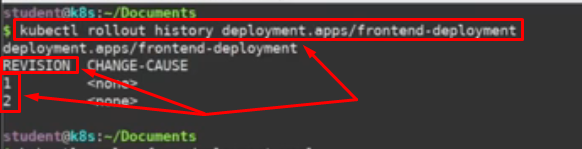 student@k8s:~/Documents
$ kubectl rollout history deployment.apps/frontend-deployment
deployment.apps/frontend-deployment
REVISION CHANGE-CAUSE
1 <none>
2 <none>
student@k8s:~/Documents